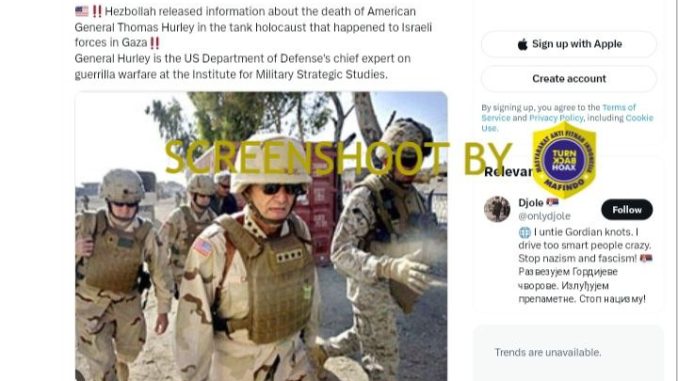 ‼️Hezbollah released information about the death of American
General Thomas Hurley in the tank holocaust that happened to Israeli
forces in Gaza‼️
General Hurley is the US Department of Defense's chief expert on
guerrilla warfare at the Institute for Military Strategic Studies.
SCREENSHOOT BY
MASYARAKAT ANTI FITNAH INDONESIA
TURN
BACK
HOAX
MAFINDO
Sign up with Apple
Create account
By signing up, you agree to the Terms of
Service and Privacy Policy, including Cookie
Use.
Relevan
Djole
@onlydjole
Follow
I untie Gordian knots. I
drive too smart people crazy.
Stop nazism and fascism!
Развезујем Гордијеве
чворове. Излуђујем
препаметне. Стоп нацизму!
Trends are unavailable.